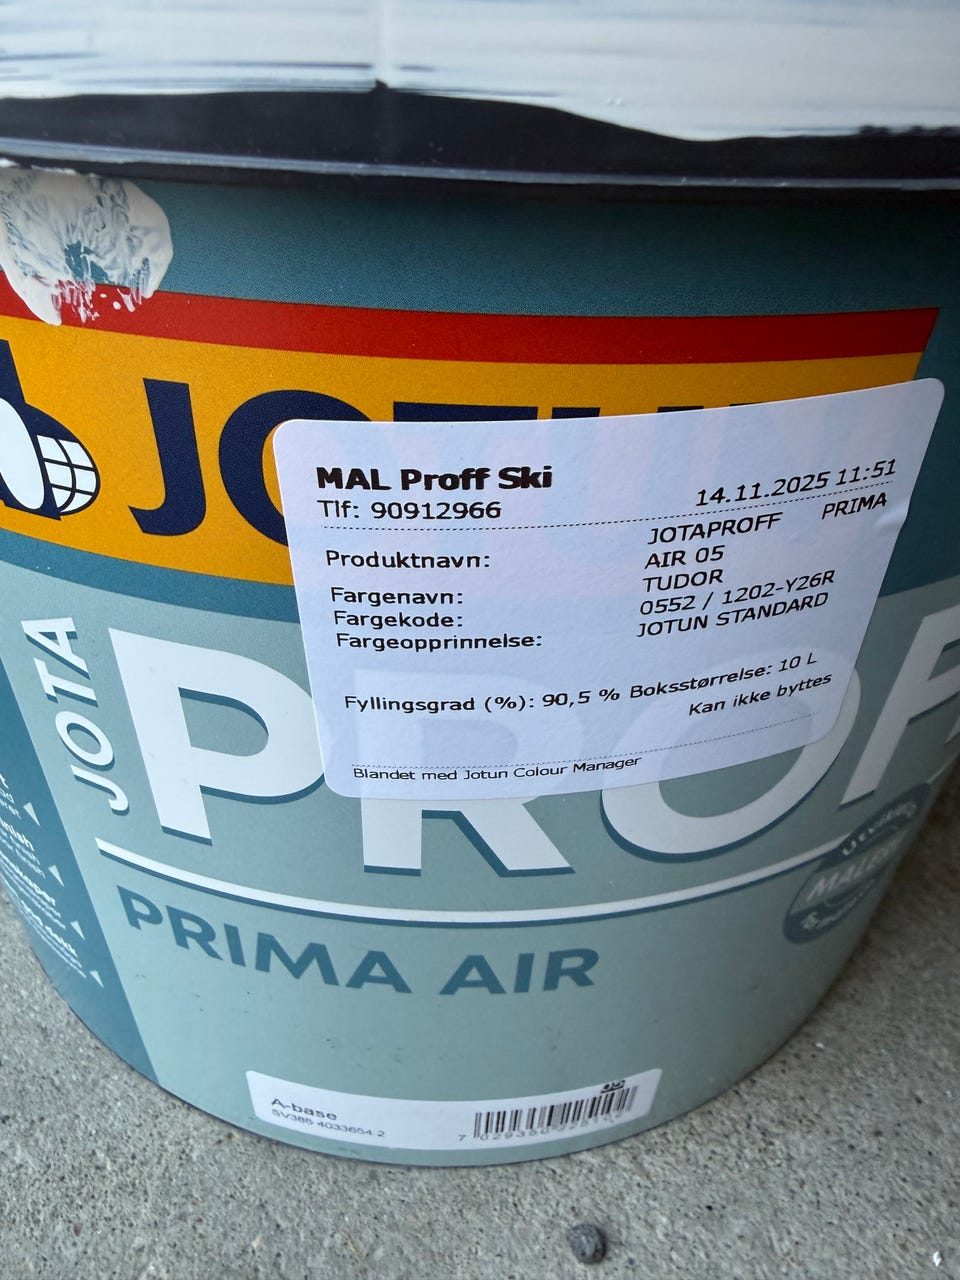 JOTUN
MAL Proff Ski
Tlf: 90912966
14.11.2025 11:51
Produktnavn: JOTAPROFF PRIMA
AIR 05
Fargenavn: TUDOR
Fargekode: 0552 / 1202-Y26R
Fargeopprinnelse: JOTUN STANDARD
Fyllingsgrad (%): 90,5 % Boksstørrelse: 10 L
Kan ikke byttes
Blandet med Jotun Colour Manager
JOTA
PROF
PRIMA AIR
A-base